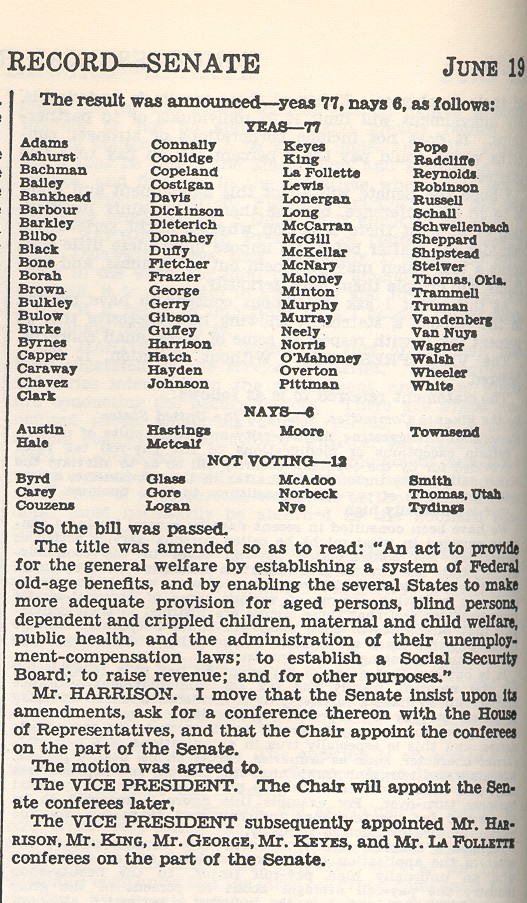 RECORD—SENATE JUNE 19
The result was announced—yeas 77, nays 6, as follows:
YEAS—77
Adams Connally Keyes Pope
Ashurst Coolidge King Radcliffe
Bachman Copeland La Follette Reynolds
Bailey Costigan Lewis Robinson
Bankhead Davis Lonergan Russell
Barbour Dickinson Long Schall
Barkley Dieterich McCarran Schwellenbach
Bilbo Donahey McGill Sheppard
Black Duffy McKellar Shipstead
Bone Fletcher McNary Steiwer
Borah Frazier Maloney Thomas, Okla.
Brown George Minton Trammell
Bulkley Gerry Murphy Truman
Bulow Gibson Murray Vandenberg
Burke Guffey Neely Van Nuys
Byrnes Harrison Norris Wagner
Capper Hatch O'Mahoney Walsh
Caraway Hayden Overton Wheeler
Chavez Johnson Pittman White
Clark
NAYS—6
Austin Hastings Moore Townsend
Hale Metcalf
NOT VOTING—12
Byrd Glass McAdoo Smith
Carey Gore Norbeck Thomas, Utah
Couzens Logan Nye Tydings
So the bill was passed.
The title was amended so as to read: "An act to provide
for the general welfare by establishing a system of Federal
old-age benefits, and by enabling the several States to make
more adequate provision for aged persons, blind persons,
dependent and crippled children, maternal and child welfare,
public health, and the administration of their unemploy-
ment-compensation laws; to establish a Social Security
Board; to raise revenue; and for other purposes."
Mr. HARRISON. I move that the Senate insist upon its
amendments, ask for a conference thereon with the House
of Representatives, and that the Chair appoint the conferees
on the part of the Senate.
The motion was agreed to.
The VICE PRESIDENT. The Chair will appoint the Sen-
ate conferees later.
The VICE PRESIDENT subsequently appointed Mr. HAR-
RISON, Mr. KING, Mr. GEORGE, Mr. KEYES, and Mr. LA FOLLETTE
conferees on the part of the Senate.